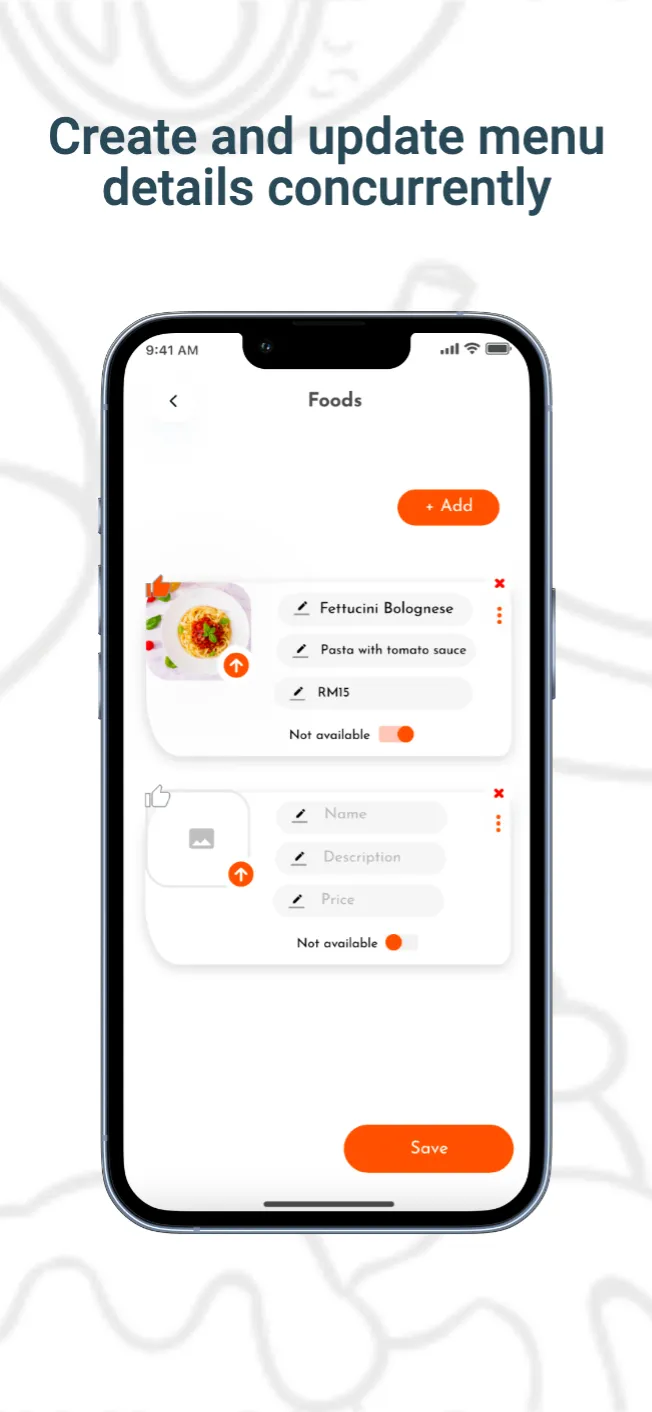 Create and update menu
details concurrently
9:41 AM
Foods
+ Add
Fettucini Bolognese
Pasta with tomato sauce
RM15
Not available
Name
Description
Price
Not available
Save